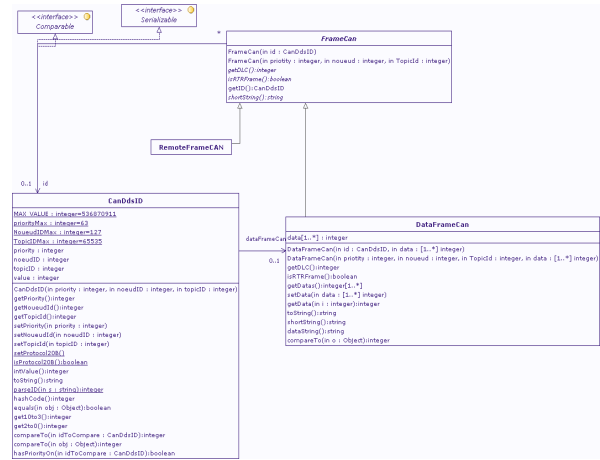 <<interface>>
Comparable
<<interface>>
Serializable
*
FrameCan
FrameCan(in id : CanDdsID)
FrameCan(in priotity : integer, in noueud : integer, in TopicId : integer)
getDLC():integer
isRTRFrame():boolean
getID():CanDdsID
shortString():string
RemoteFrameCAN
0..1 id
CanDdsID
MAX_VALUE : integer=536870911
priorityMax : integer=63
NoueudIDMax : integer=127
TopicIDMax : integer=65535
priority : integer
noeudID : integer
topicID : integer
value : integer
CanDdsID(in priority : integer, in noeudID : integer, in topicID : integer)
getPriority():integer
getNoueudId():integer
getTopicId():integer
setPriority(in priority : integer)
setNoueudId(in noeudID : integer)
setTopicId(in topicID : integer)
setProtocol20B()
isProtocol20B():boolean
intValue():integer
toString():string
parseID(in s : string):integer
hashCode():integer
equals(in obj : Object):boolean
get10to3():integer
get2to0():integer
compareTo(in idToCompare : CanDdsID):integer
compareTo(in obj : Object):integer
hasPriorityOn(in idToCompare : CanDdsID):boolean
dataFrameCan
0..1
DataFrameCan
data[1..*] : integer
DataFrameCan(in id : CanDdsID, in data : [1..*] integer)
DataFrameCan(in protity : integer, in noueud : integer, in TopicId : integer, in data : [1..*] integer)
getDLC():integer
isRTRFrame():boolean
getDatas():integer[1..*]
setData(in data : [1..*] integer)
getData(in i : integer):integer
toString():string
shortString():string
dataString():string
compareTo(in o : Object):integer